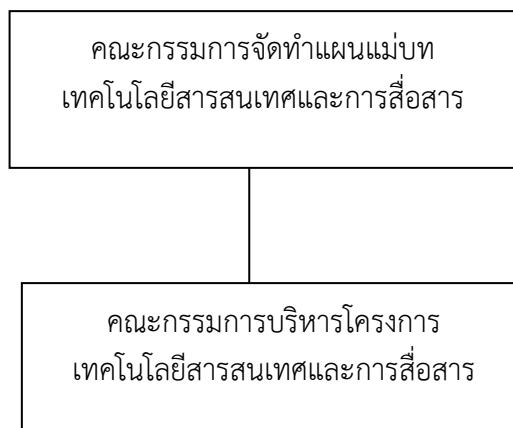 คณะกรรมการจัดทำแผนแม่บท
เทคโนโลยีสารสนเทศและการสื่อสาร
คณะกรรมการบริหารโครงการ
เทคโนโลยีสารสนเทศและการสื่อสาร